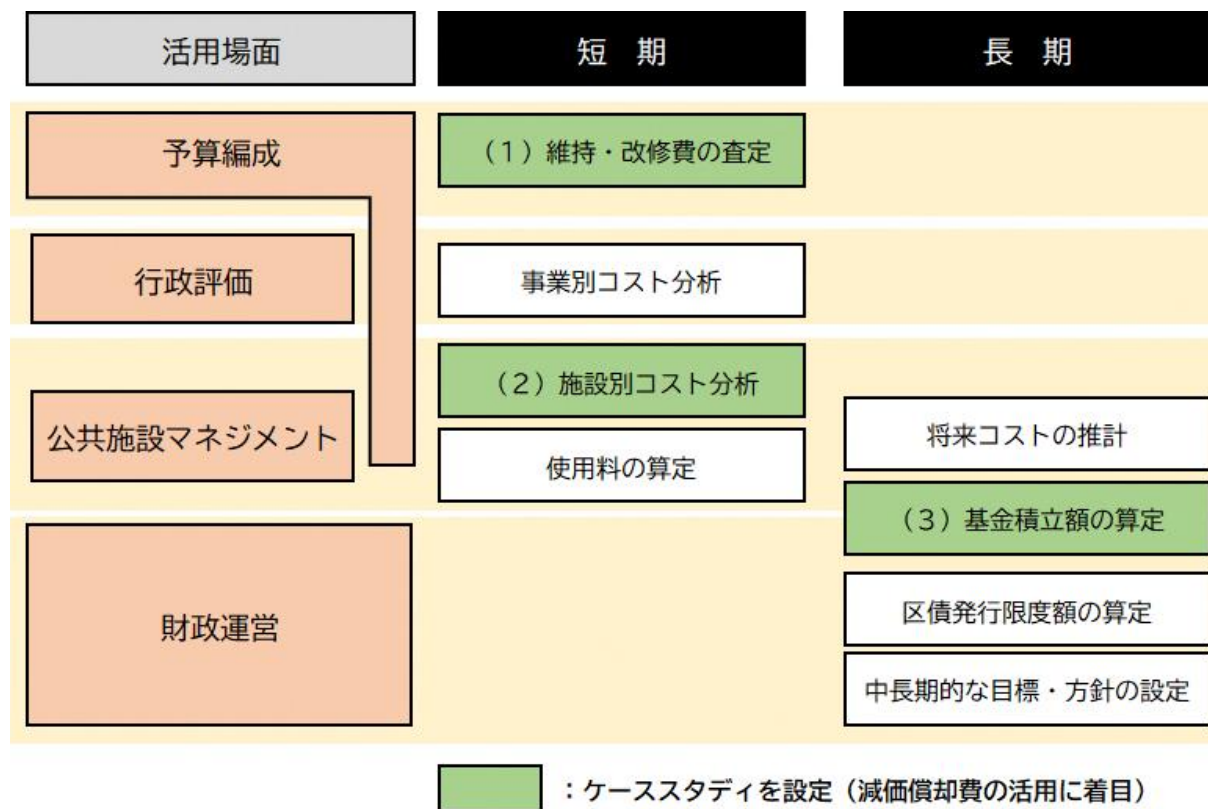 活用場面
短　期
長　期
予算編成
（１）維持・改修費の査定
行政評価
事業別コスト分析
公共施設マネジメント
（２）施設別コスト分析
使用料の算定
将来コストの推計
（３）基金積立額の算定
財政運営
区債発行限度額の算定
中長期的な目標・方針の設定
：ケーススタディを設定（減価償却費の活用に着目）